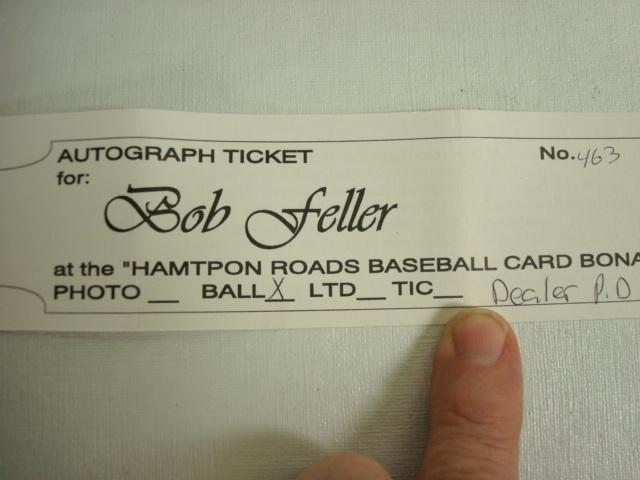 AUTOGRAPH TICKET No. 463
for:
Bob Feller
at the "HAMTPON ROADS BASEBALL CARD BONA
PHOTO __ BALL X LTD__ TIC__ Dealer P.D